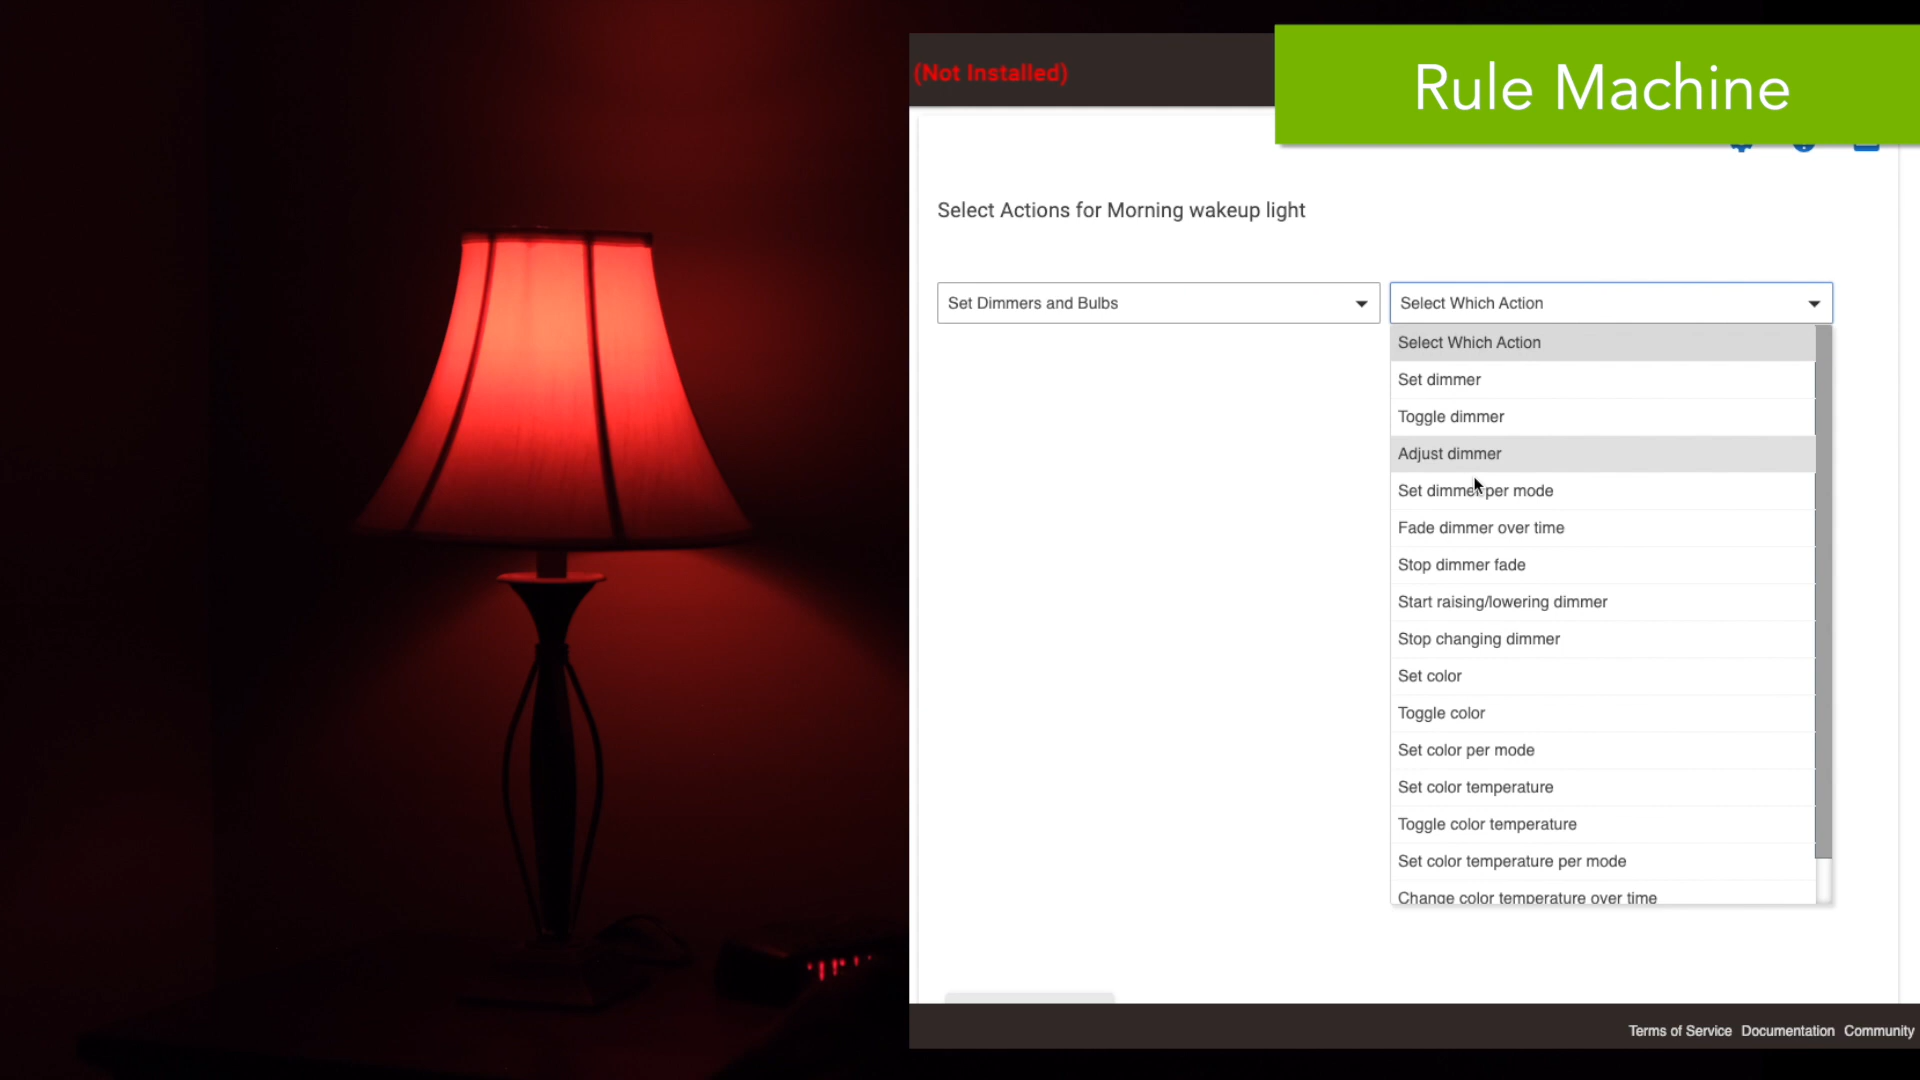 (Not Installed)
Rule Machine
Select Actions for Morning wakeup light
Set Dimmers and Bulbs
Select Which Action
Select Which Action
Set dimmer
Toggle dimmer
Adjust dimmer
Set dimmer per mode
Fade dimmer over time
Stop dimmer fade
Start raising/lowering dimmer
Stop changing dimmer
Set color
Toggle color
Set color per mode
Set color temperature
Toggle color temperature
Set color temperature per mode
Change color temperature over time
Terms of Service Documentation Community